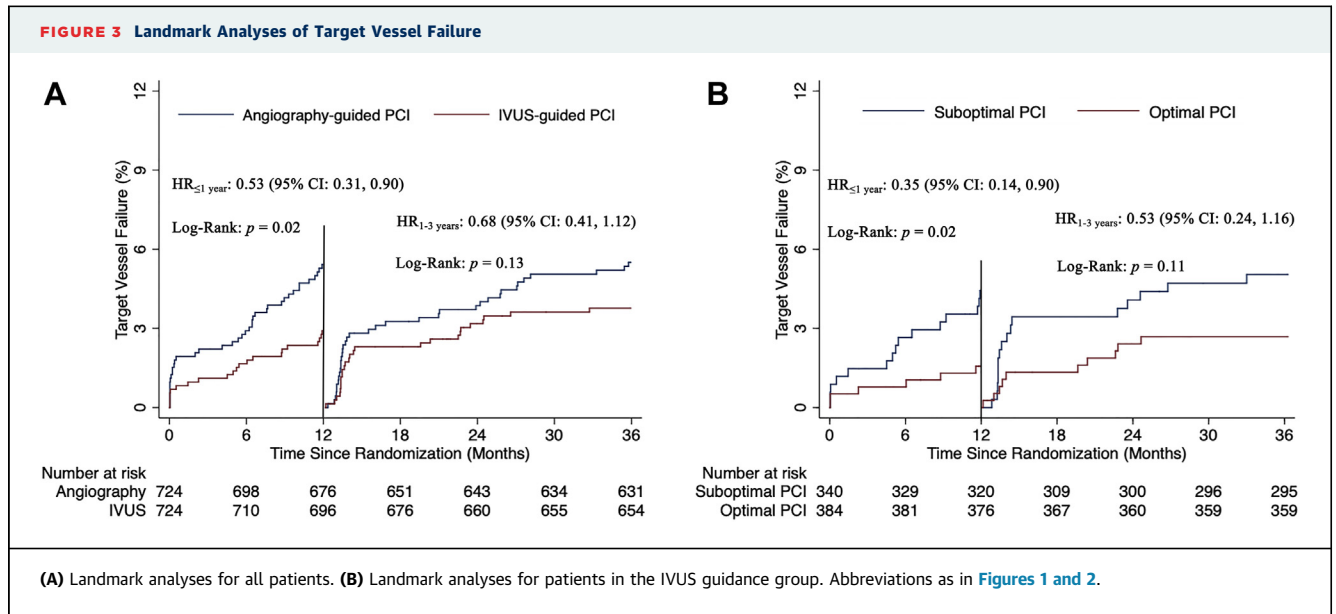 FIGURE 3 Landmark Analyses of Target Vessel Failure
A
Target Vessel Failure (%)
12
9
6
3
0
Angiography-guided PCI
IVUS-guided PCI
HR≤1 year: 0.53 (95% CI: 0.31, 0.90)
Log-Rank: p = 0.02
HR1-3 years: 0.68 (95% CI: 0.41, 1.12)
Log-Rank: p = 0.13
0 6 12 18 24 30 36
Time Since Randomization (Months)
Number at risk
Angiography 724 698 676 651 643 634 631
IVUS 724 710 696 676 660 655 654
B
Target Vessel Failure (%)
12
9
6
3
0
Suboptimal PCI
Optimal PCI
HR≤1 year: 0.35 (95% CI: 0.14, 0.90)
Log-Rank: p = 0.02
HR1-3 years: 0.53 (95% CI: 0.24, 1.16)
Log-Rank: p = 0.11
0 6 12 18 24 30 36
Time Since Randomization (Months)
Number at risk
Suboptimal PCI 340 329 320 309 300 296 295
Optimal PCI 384 381 376 367 360 359 359
(A) Landmark analyses for all patients. (B) Landmark analyses for patients in the IVUS guidance group. Abbreviations as in Figures 1 and 2.